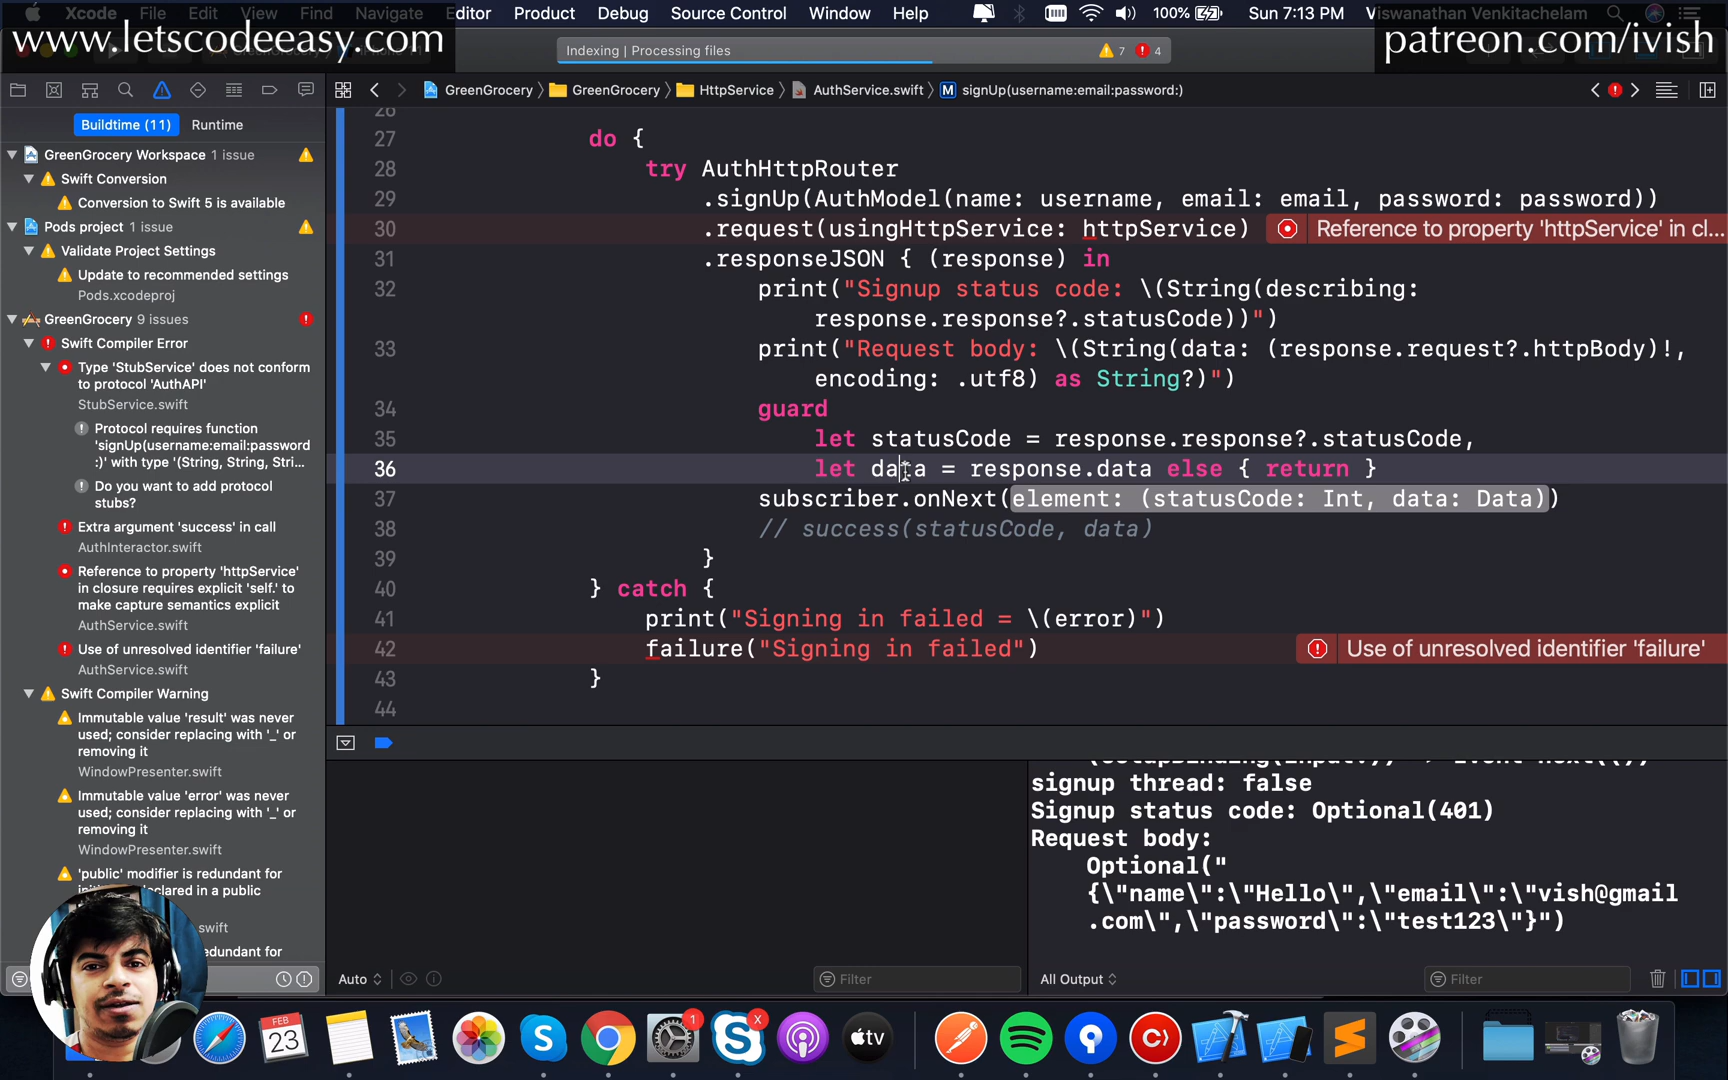 Xcode File Edit View Find Navigate Editor Product Debug Source Control Window Help 100% Sun 7:13 PM Viswanathan Venkitachelam
www.letscodeeasy.com
Indexing | Processing files 7 4
patreon.com/ivish
GreenGrocery GreenGrocery HttpService AuthService.swift M signUp(username:email:password:)
Buildtime (11) Runtime
GreenGrocery Workspace 1 issue
Swift Conversion
Conversion to Swift 5 is available
Pods project 1 issue
Validate Project Settings
Update to recommended settings
Pods.xcodeproj
GreenGrocery 9 issues
Swift Compiler Error
Type 'StubService' does not conform
to protocol 'AuthAPI'
StubService.swift
Protocol requires function
'signUp(username:email:password
:)' with type '(String, String, Stri...
Do you want to add protocol
stubs?
Extra argument 'success' in call
AuthInteractor.swift
Reference to property 'httpService'
in closure requires explicit 'self.' to
make capture semantics explicit
AuthService.swift
Use of unresolved identifier 'failure'
AuthService.swift
Swift Compiler Warning
Immutable value 'result' was never
used; consider replacing with '_' or
removing it
WindowPresenter.swift
Immutable value 'error' was never
used; consider replacing with '_' or
removing it
WindowPresenter.swift
'public' modifier is redundant for
declared in a public
swift
redundant for
26
27 do {
28 try AuthHttpRouter
29 .signUp(AuthModel(name: username, email: email, password: password))
30 .request(usingHttpService: httpService) Reference to property 'httpService' in cl...
31 .responseJSON { (response) in
32 print("Signup status code: \(String(describing:
response.response?.statusCode))")
33 print("Request body: \(String(data: (response.request?.httpBody)!,
encoding: .utf8) as String?)")
34 guard
35 let statusCode = response.response?.statusCode,
36 let data = response.data else { return }
37 subscriber.onNext(element: (statusCode: Int, data: Data))
38 // success(statusCode, data)
39 }
40 } catch {
41 print("Signing in failed = \(error)")
42 failure("Signing in failed") Use of unresolved identifier 'failure'
43 }
44
signup thread: false
Signup status code: Optional(401)
Request body:
Optional("
{\"name\":\"Hello\",\"email\":\"vish@gmail
.com\",\"password\":\"test123\"}")
Auto Filter All Output Filter
FEB
23
1
X
tv